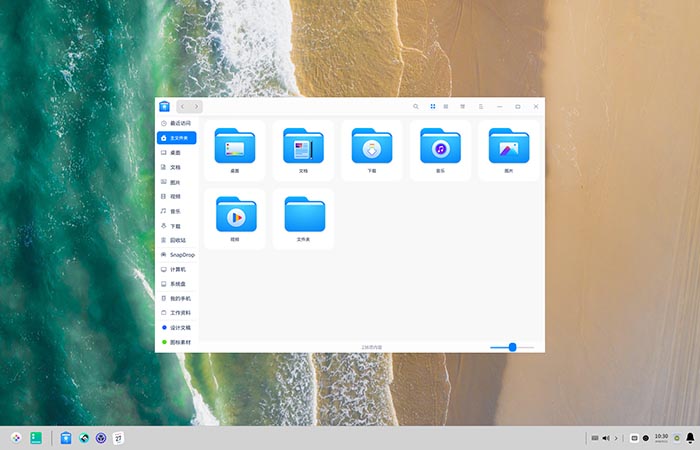 最近访问
主文件夹
桌面
文档
图片
视频
音乐
下载
回收站
SnapDrop
计算机
系统盘
我的手机
工作资料
设计文稿
图标素材
桌面
文档
下载
音乐
图片
视频
文件夹
27
10:30